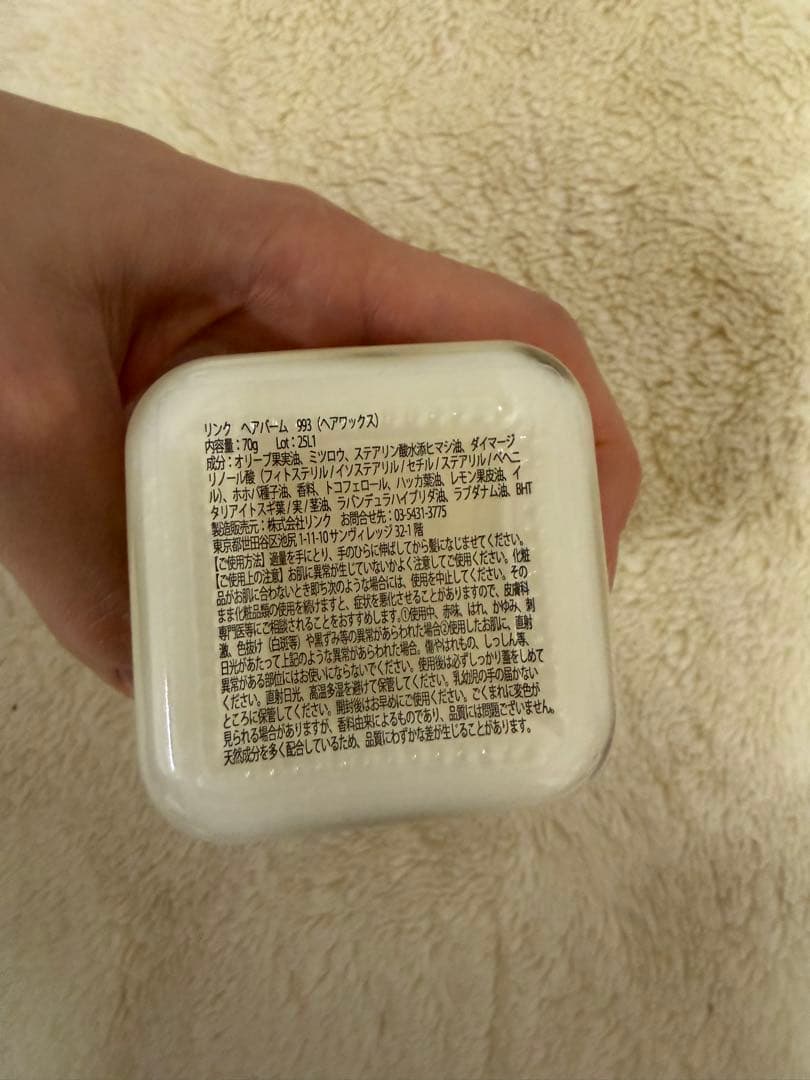 リンク ヘアバーム 993（ヘアワックス）
内容量：70g Lot：25L1
成分：オリーブ果実油、ミツロウ、ステアリン酸水添ヒマシ油、ダイマージ
リノール酸（フィトステリル/イソステアリル/セチル/ステアリル/ベヘニ
ル）、ホホバ種子油、香料、トコフェロール、ハッカ葉油、レモン果皮油、イ
タリアイトスギ葉/実/茎油、ラバンデュラハイブリダ油、ラブダナム油、BHT
製造販売元：株式会社リンク お問合せ先：03-5431-3775
東京都世田谷区池尻1-11-10サンヴィレッジ32-1階
【ご使用方法】適量を手にとり、手のひらに伸ばしてから髪になじませてください。
【ご使用上の注意】お肌に異常が生じていないかよく注意してご使用ください。化粧
品がお肌に合わないとき即ち次のような場合には、使用を中止してください。その
まま化粧品類の使用を続けますと、症状を悪化させることがありますので、皮膚科
専門医等にご相談されることをおすすめします。①使用中、赤味、はれ、かゆみ、刺
激、色抜け（白斑等）や黒ずみ等の異常があらわれた場合②使用したお肌に、直射
日光があたって上記のような異常があらわれた場合。傷やはれもの、しっしん等、
異常がある部位にはお使いにならないでください。使用後は必ずしっかり蓋をしめて
ください。直射日光、高温多湿を避けて保管してください。乳幼児の手の届かない
ところに保管してください。開封後はお早めにご使用ください。ごくまれに変色が
見られる場合がありますが、香料由来によるものであり、品質には問題ございません。
天然成分を多く配合しているため、品質にわずかな差が生じることがあります。